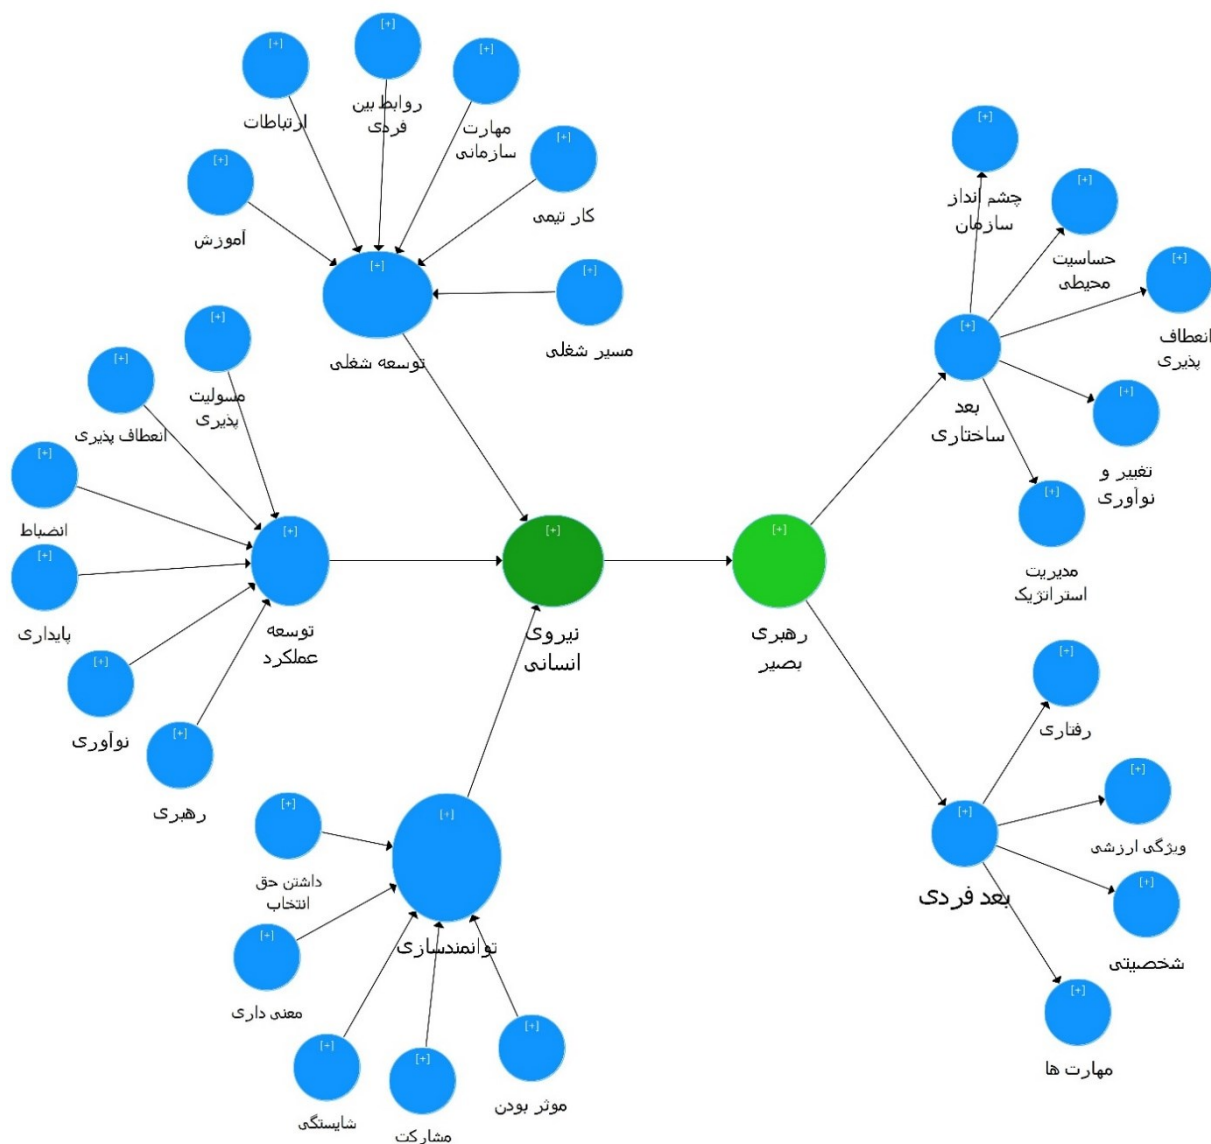 [+]
[+]
[+]
روابط بین
فردی
ارتباطات
مهارت
سازمانی
[+]
کار تیمی
[+]
آموزش
[+]
توسعه شغلی
[+]
مسیر شغلی
[+]
چشم انداز
سازمان
[+]
حساسیت
محیطی
[+]
انعطاف
پذیری
[+]
بعد
ساختاری
[+]
تغییر و
نوآوری
[+]
مدیریت
استراتژیک
[+]
مسولیت
پذیری
[+]
انعطاف پذیری
[+]
انضباط
[+]
پایداری
[+]
توسعه
عملکرد
[+]
نوآوری
[+]
رهبری
[+]
نیروی
انسانی
[+]
رهبری
بصیر
[+]
رفتاری
[+]
ویژگی ارزشی
[+]
بعد فردی
[+]
شخصیتی
[+]
مهارت ها
[+]
داشتن حق
انتخاب
[+]
توانمندسازی
[+]
معنی داری
[+]
شایستگی
[+]
مشارکت
[+]
موثر بودن